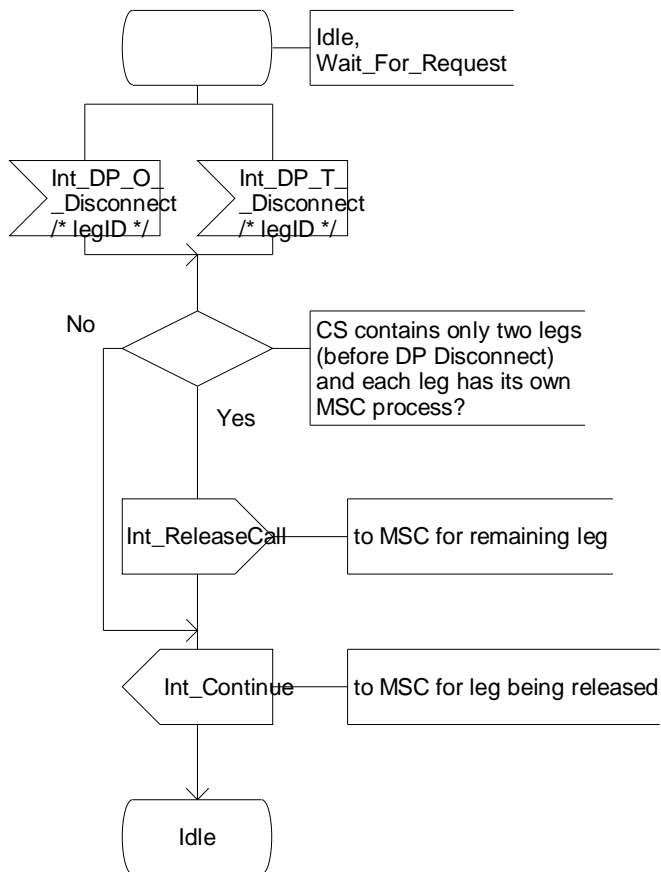 Idle,
Wait_For_Request
Int_DP_O_
_Disconnect
/* legID */
Int_DP_T_
_Disconnect
/* legID */
No
CS contains only two legs
(before DP Disconnect)
and each leg has its own
MSC process?
Yes
Int_ReleaseCall
to MSC for remaining leg
Int_Continue
to MSC for leg being released
Idle